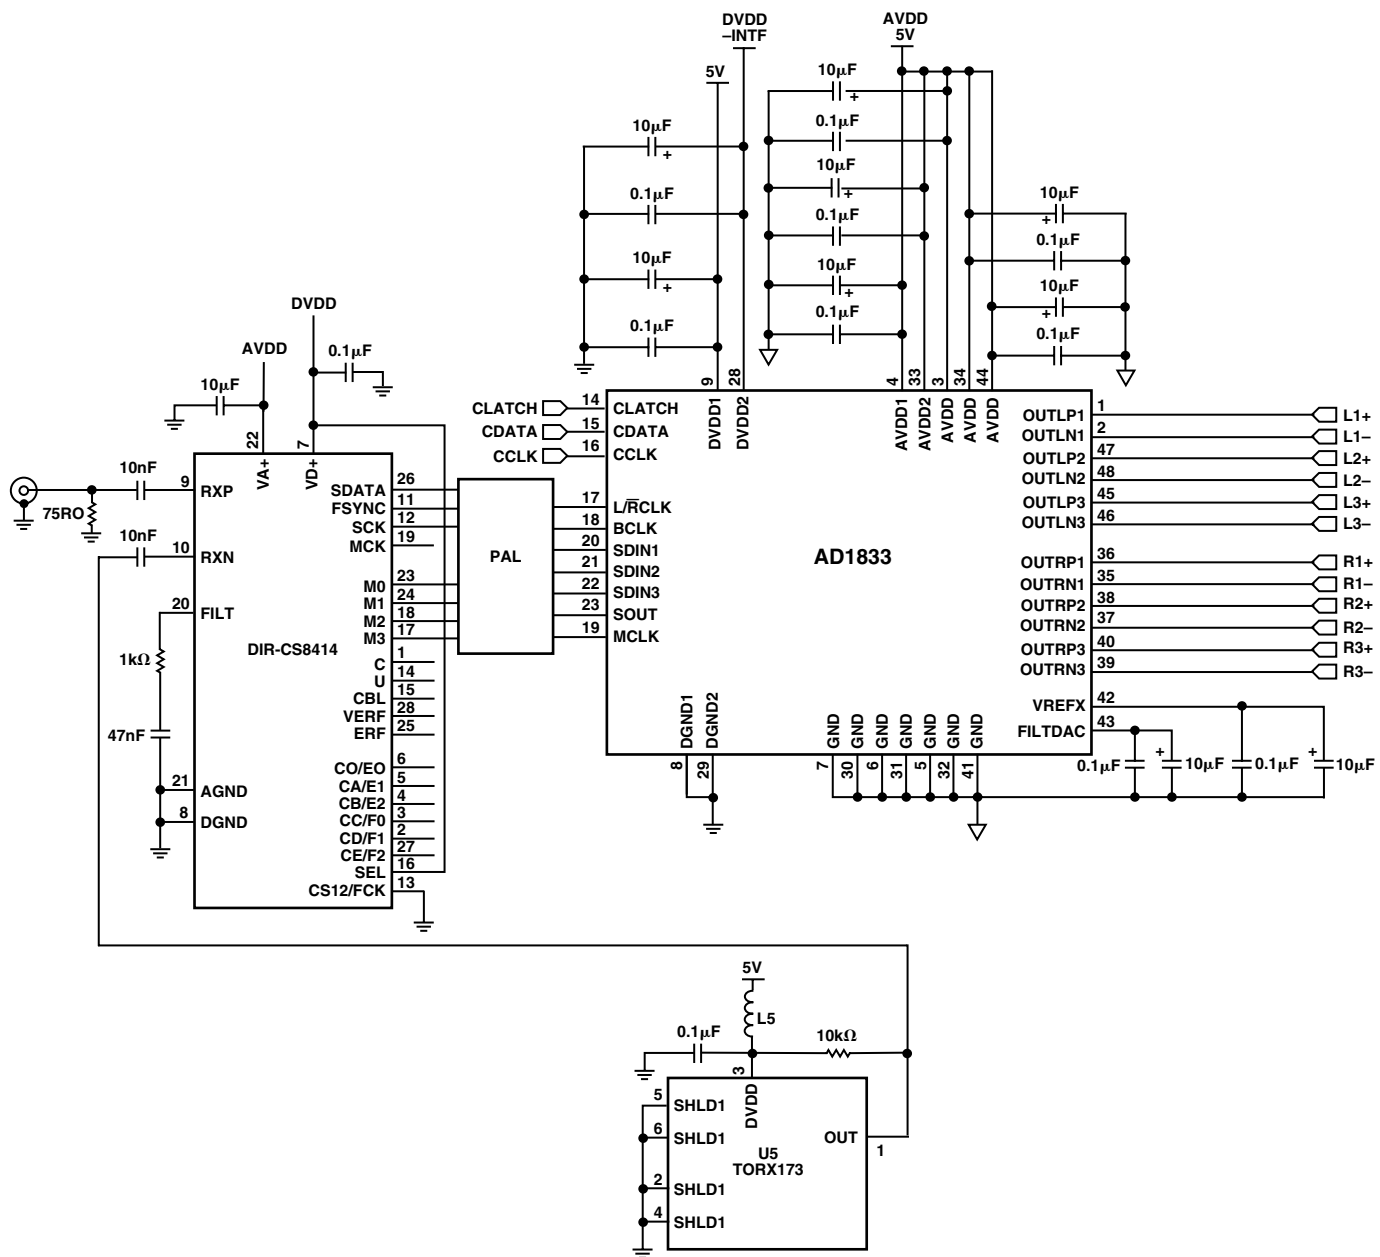 DVDD
–INTF
AVDD
5V
5V
10μF
0.1μF
10μF
0.1μF
10μF
0.1μF
10μF
0.1μF
10μF
0.1μF
10μF
0.1μF
10μF
0.1μF
DVDD
0.1μF
AVDD
10μF
22
7
VA+
VD+
10nF
9
RXP
75RO
10nF
10
RXN
20
FILT
1kΩ
47nF
21
AGND
8
DGND
DIR-CS8414
SDATA
26
FSYNC
11
SCK
12
MCK
19
M0
23
M1
24
M2
18
M3
17
C
1
U
14
CBL
15
VERF
28
ERF
25
CO/EO
6
CA/E1
5
CB/E2
4
CC/F0
3
CD/F1
2
CE/F2
27
SEL
16
CS12/FCK
13
PAL
CLATCH
14
CLATCH
CDATA
15
CDATA
CCLK
16
CCLK
17
L/R̅CLK
18
BCLK
20
SDIN1
21
SDIN2
22
SDIN3
23
SOUT
19
MCLK
9
28
4
33
3
34
44
DVDD1
DVDD2
AVDD1
AVDD2
AVDD
AVDD
AVDD
AD1833
OUTLP1
1
L1+
OUTLN1
2
L1–
OUTLP2
47
L2+
OUTLN2
48
L2–
OUTLP3
45
L3+
OUTLN3
46
L3–
OUTRP1
36
R1+
OUTRN1
35
R1–
OUTRP2
38
R2+
OUTRN2
37
R2–
OUTRP3
40
R3+
OUTRN3
39
R3–
VREFX
42
FILTDAC
43
0.1μF
+
10μF
0.1μF
+
10μF
DGND1
DGND2
GND
GND
GND
GND
GND
GND
GND
8
29
7
30
6
31
5
32
41
5V
L5
0.1μF
10kΩ
3
DVDD
5
SHLD1
6
SHLD1
2
SHLD1
4
SHLD1
OUT
1
U5
TORX173